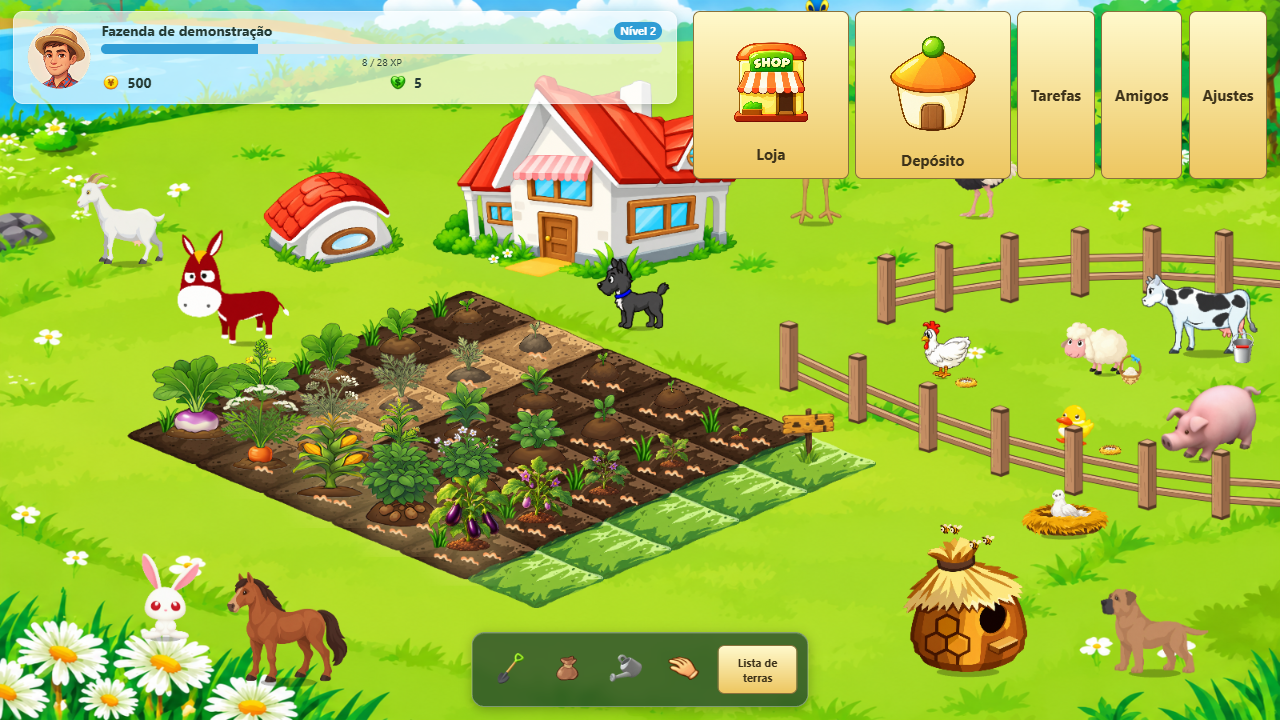 Fazenda de demonstração
Nível 2
8 / 28 XP
500
5
SHOP
Loja
Depósito
Tarefas
Amigos
Ajustes
Lista de
terras